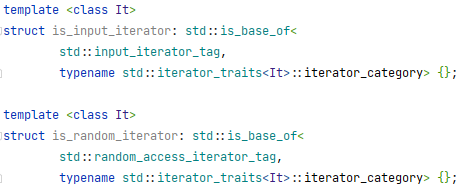 template <class It>
struct is_input_iterator: std::is_base_of<
        std::input_iterator_tag,
        typename std::iterator_traits<It>::iterator_category> {};

template <class It>
struct is_random_iterator: std::is_base_of<
        std::random_access_iterator_tag,
        typename std::iterator_traits<It>::iterator_category> {};